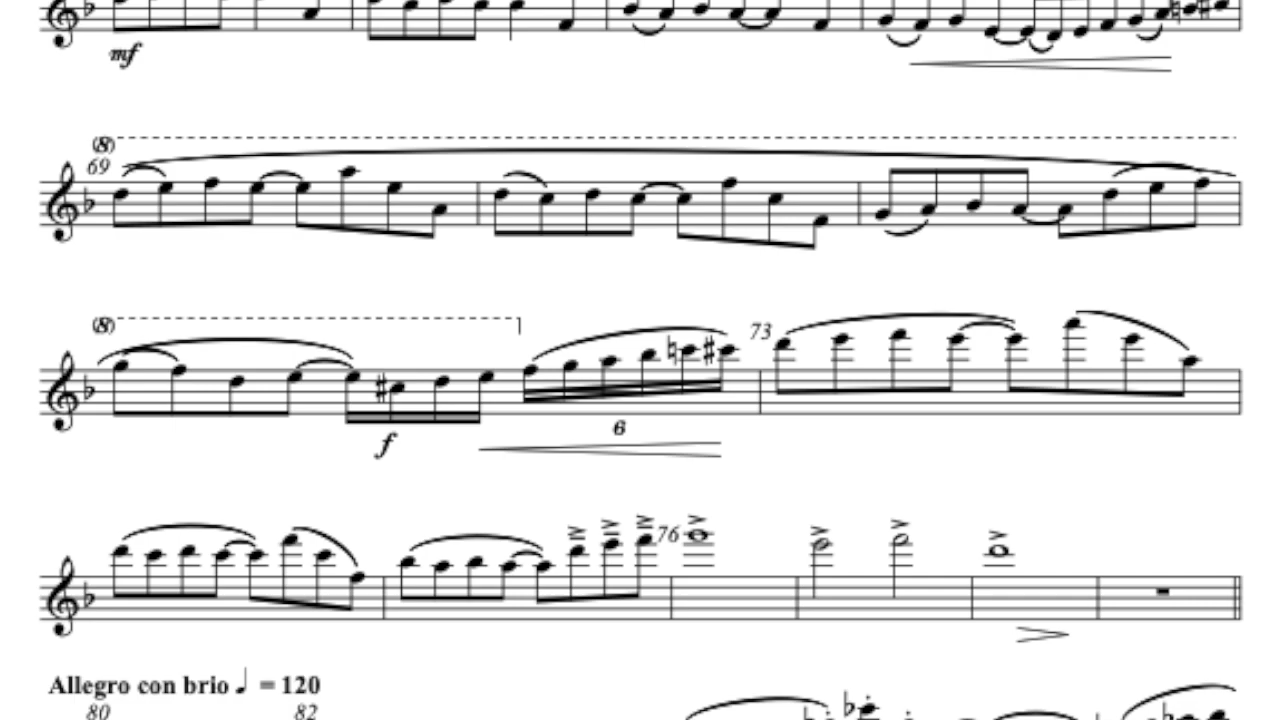 mf
(8)
69
(8)
73
f
6
76
Allegro con brio ♩ = 120
80 82